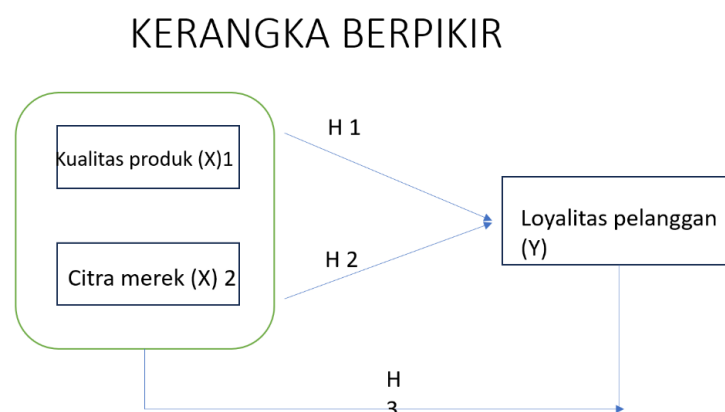 KERANGKA BERPIKIR
H 1
Kualitas produk (X)1
Loyalitas pelanggan
(Y)
H 2
Citra merek (X) 2
H
3